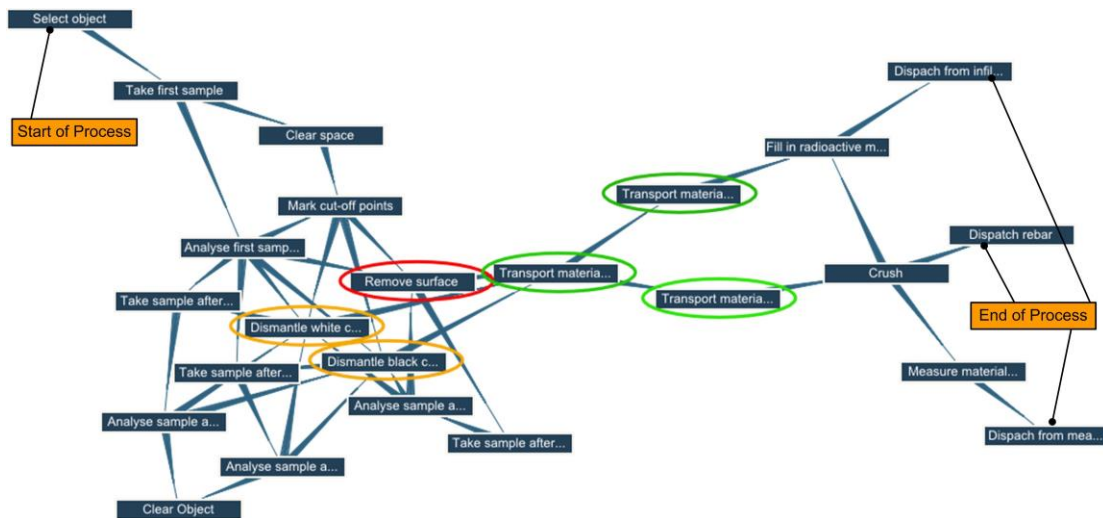 Select object
Dispach from infil...
Take first sample
Start of Process
Clear space
Fill in radioactive m...
Transport materia...
Mark cut-off points
Dispatch rebar
Analyse first samp...
Transport materia...
Crush
Remove surface
Take sample after...
Transport materia...
End of Process
Dismantle white c...
Dismantle black c...
Take sample after...
Measure material...
Analyse sample a...
Analyse sample a...
Dispach from mea...
Take sample after...
Analyse sample a...
Clear Object